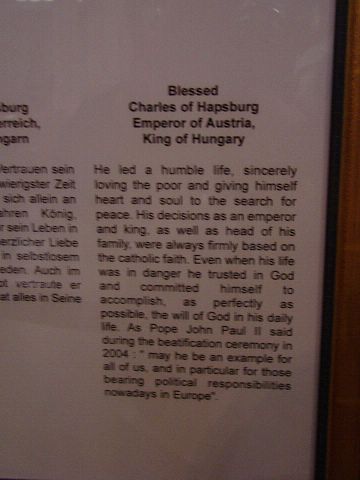 sburg
erreich,
ngarn
Vertrauen sein
wierigster Zeit
sich allein an
ahren König,
r sein Leben in
erzlicher Liebe
in selbstlosem
eden. Auch im
ot vertraute er
at alles in Seine
Blessed
Charles of Hapsburg
Emperor of Austria,
King of Hungary
He led a humble life, sincerely
loving the poor and giving himself
heart and soul to the search for
peace. His decisions as an emperor
and king, as well as head of his
family, were always firmly based on
the catholic faith. Even when his life
was in danger he trusted in God
and committed himself to
accomplish, as perfectly as
possible, the will of God in his daily
life. As Pope John Paul II said
during the beatification ceremony in
2004 : " may he be an example for
all of us, and in particular for those
bearing political responsibilities
nowadays in Europe".